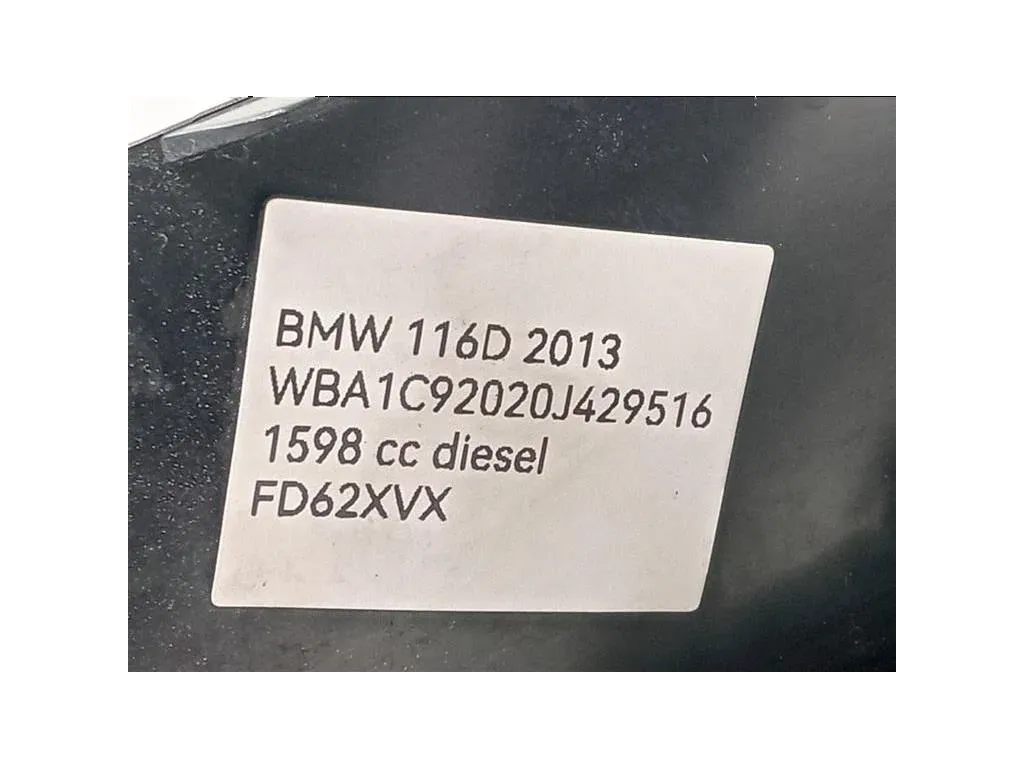 BMW 116D 2013
WBA1C92020J429516
1598 cc diesel
FD62XVX